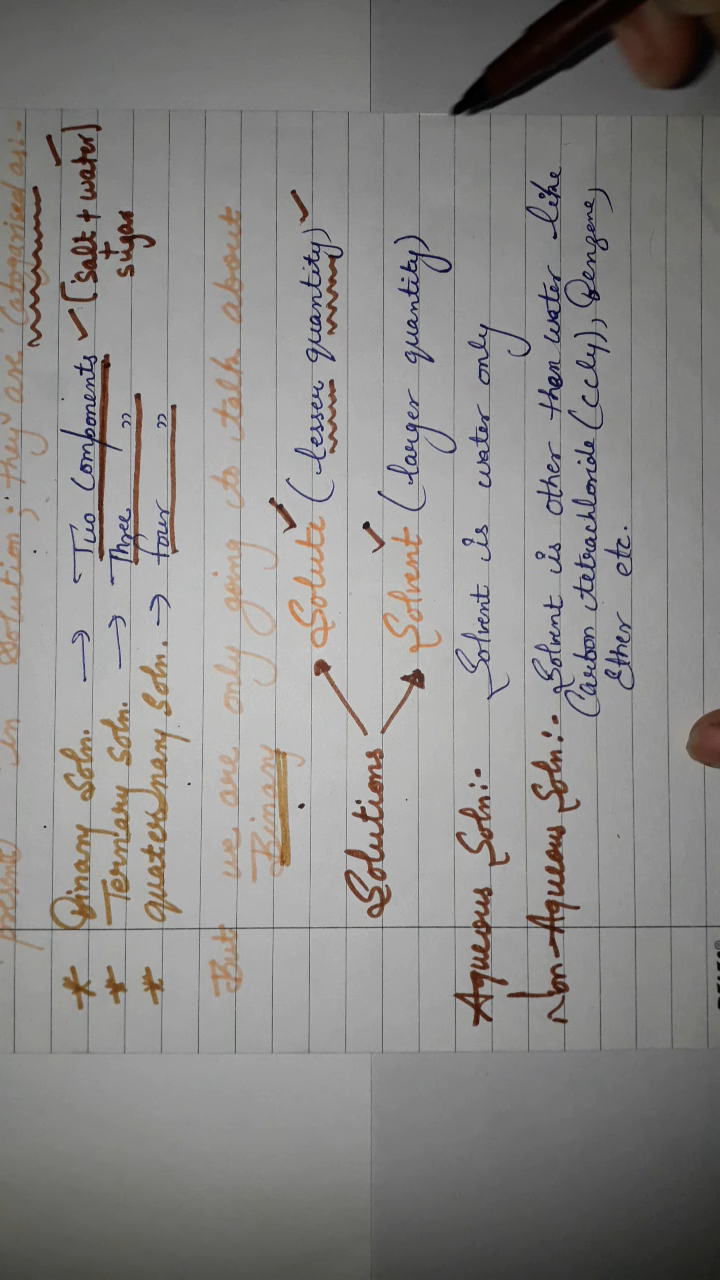 present in Solution ; they are Categorised as:-
* Binary Soln. → Two Components [salt + water]
+
* Ternary Soln. → Three " sugar
* quaternary Soln. → four "
But we are only going to talk about
Binary
Solute (lesser quantity)
Solutions
Solvent (larger quantity)
Aqueous Soln:- Solvent is water only
Non-Aqueous Soln:- Solvent is other than water like
Carbon tetrachloride (CCl4), Benzene,
Ether etc.